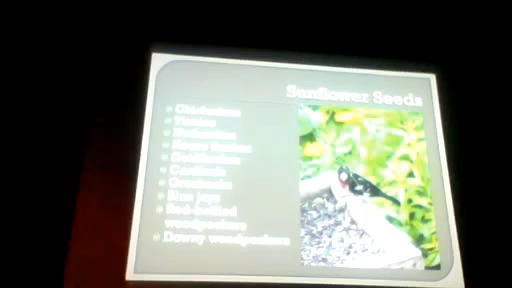 Sunflower Seeds
Chickadees
Titmice
Nuthatches
House finches
Goldfinches
Cardinals
Grosbeaks
Blue jays
Red-bellied
woodpeckers
Downy woodpeckers